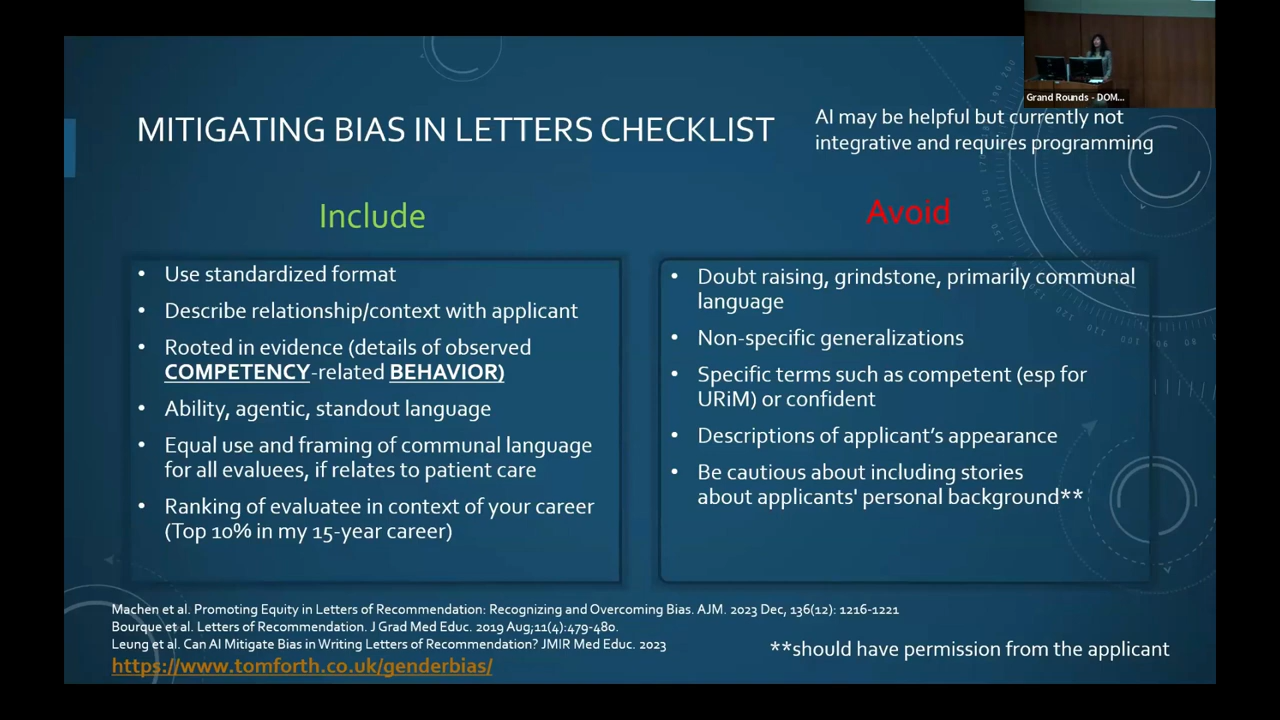 Grand Rounds - DOM...
MITIGATING BIAS IN LETTERS CHECKLIST
AI may be helpful but currently not
integrative and requires programming
Include
Avoid
• Use standardized format
• Describe relationship/context with applicant
• Rooted in evidence (details of observed
COMPETENCY-related BEHAVIOR)
• Ability, agentic, standout language
• Equal use and framing of communal language
for all evaluees, if relates to patient care
• Ranking of evaluatee in context of your career
(Top 10% in my 15-year career)
• Doubt raising, grindstone, primarily communal
language
• Non-specific generalizations
• Specific terms such as competent (esp for
URiM) or confident
• Descriptions of applicant's appearance
• Be cautious about including stories
about applicants' personal background**
Machen et al. Promoting Equity in Letters of Recommendation: Recognizing and Overcoming Bias. AJM. 2023 Dec, 136(12): 1216-1221
Bourque et al. Letters of Recommendation. J Grad Med Educ. 2019 Aug;11(4):479-480.
Leung et al. Can AI Mitigate Bias in Writing Letters of Recommendation? JMIR Med Educ. 2023
https://www.tomforth.co.uk/genderbias/
**should have permission from the applicant